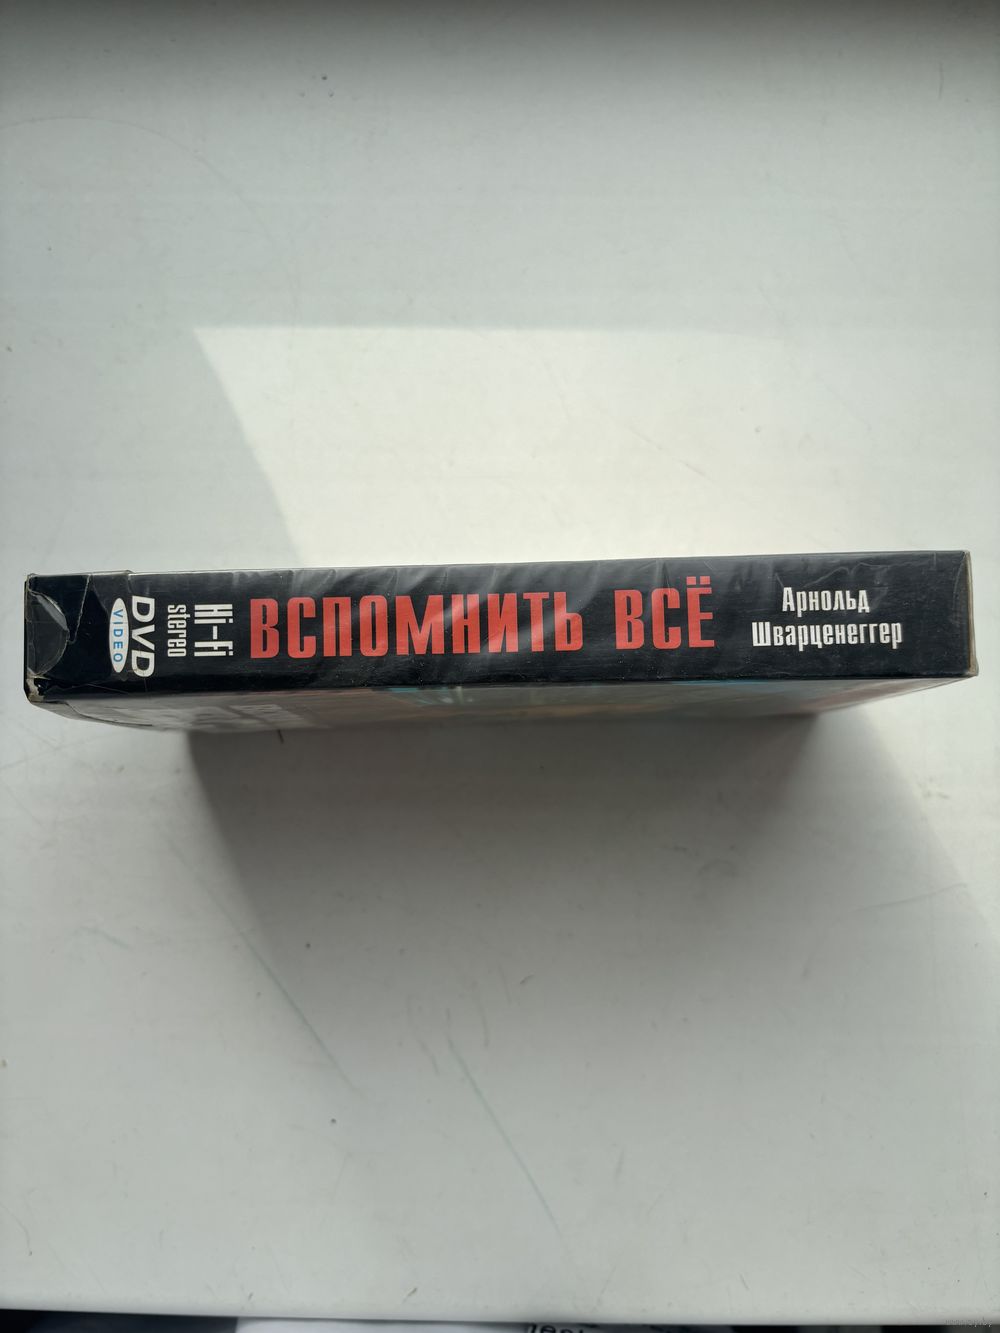 DVD
VIDEO
Hi-fi
stereo
ВСПОМНИТЬ ВСЁ
Арнольд
Шварценеггер